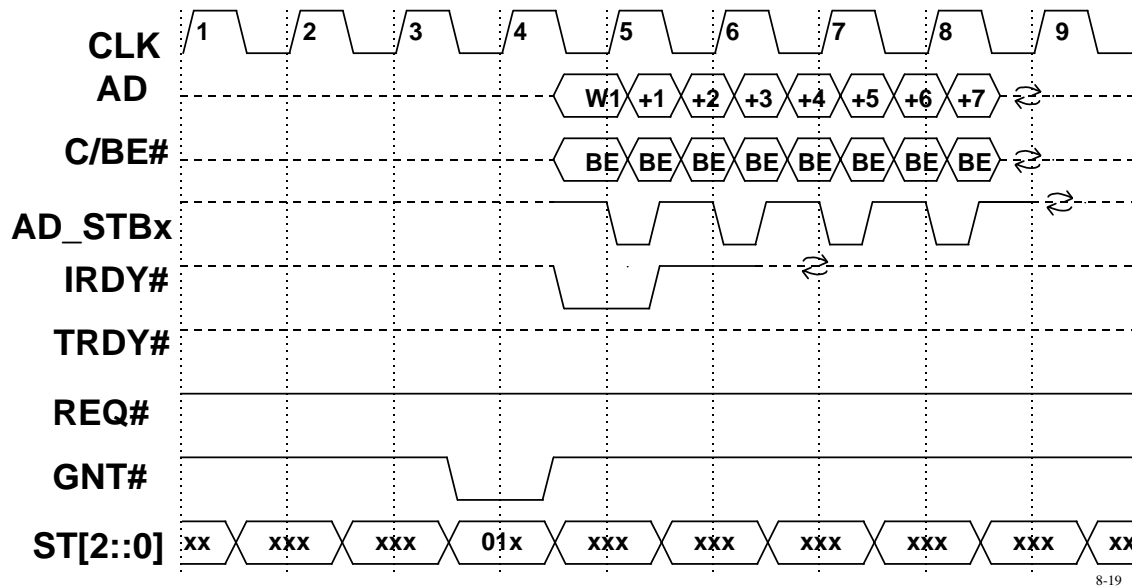 CLK 1 2 3 4 5 6 7 8 9
AD W1 +1 +2 +3 +4 +5 +6 +7
C/BE# BE BE BE BE BE BE BE BE
AD_STBx
IRDY#
TRDY#
REQ#
GNT#
ST[2::0] xx xxx xxx 01x xxx xxx xxx xxx xxx xx
8-19